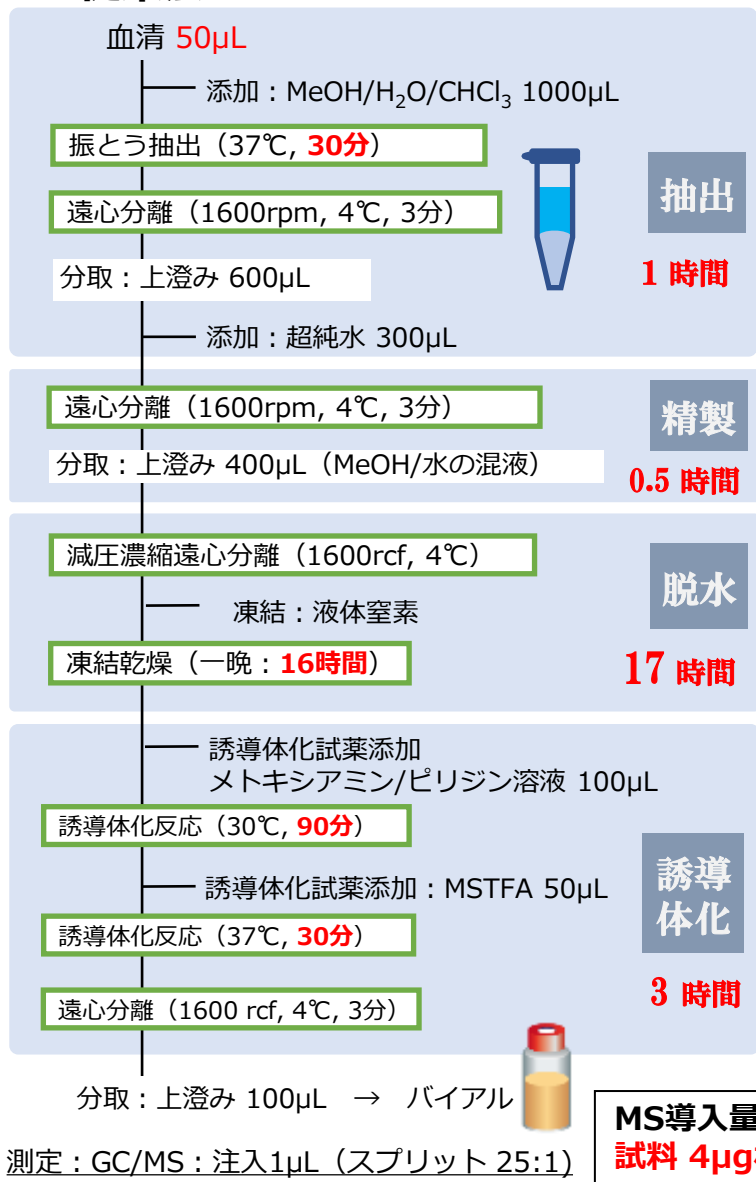 血清 50µL
添加：MeOH/H₂O/CHCl₃ 1000µL
振とう抽出（37℃, 30分）
遠心分離（1600rpm, 4℃, 3分）
抽出
分取：上澄み 600µL
1 時間
添加：超純水 300µL
遠心分離（1600rpm, 4℃, 3分）
精製
分取：上澄み 400µL（MeOH/水の混液）
0.5 時間
減圧濃縮遠心分離（1600rcf, 4℃）
脱水
凍結：液体窒素
凍結乾燥（一晩：16時間）
17 時間
誘導体化試薬添加
メトキシアミン/ピリジン溶液 100µL
誘導体化反応（30℃, 90分）
誘導
体化
誘導体化試薬添加：MSTFA 50µL
誘導体化反応（37℃, 30分）
3 時間
遠心分離（1600 rcf, 4℃, 3分）
分取：上澄み 100µL → バイアル
MS導入量
試料 4µg
測定：GC/MS：注入1µL（スプリット 25:1)